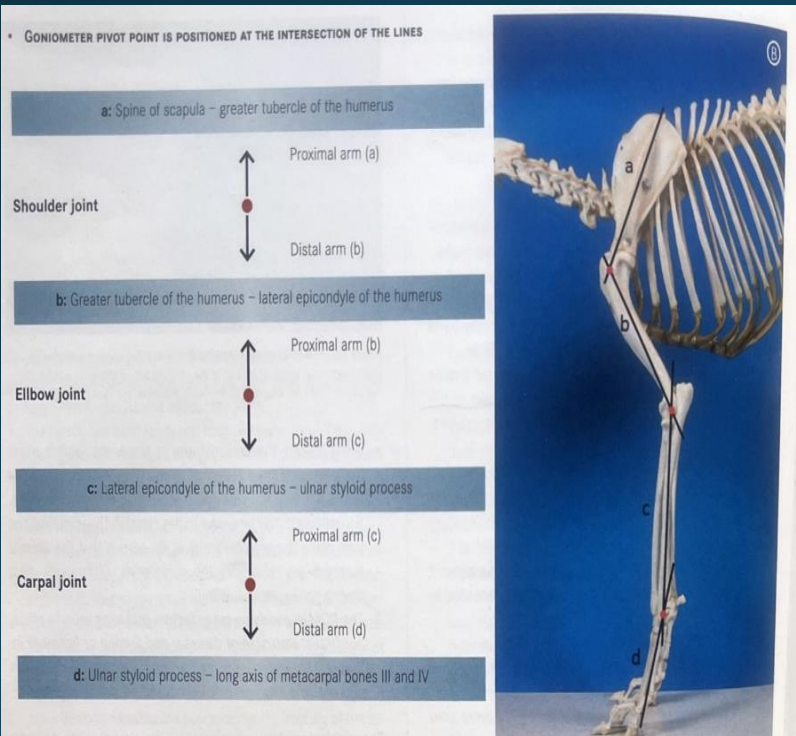 • GONIOMETER PIVOT POINT IS POSITIONED AT THE INTERSECTION OF THE LINES
a: Spine of scapula – greater tubercle of the humerus
Proximal arm (a)
Shoulder joint
Distal arm (b)
b: Greater tubercle of the humerus – lateral epicondyle of the humerus
Proximal arm (b)
Ellbow joint
Distal arm (c)
c: Lateral epicondyle of the humerus – ulnar styloid process
Proximal arm (c)
Carpal joint
Distal arm (d)
d: Ulnar styloid process – long axis of metacarpal bones III and IV
B
a
b
c
d